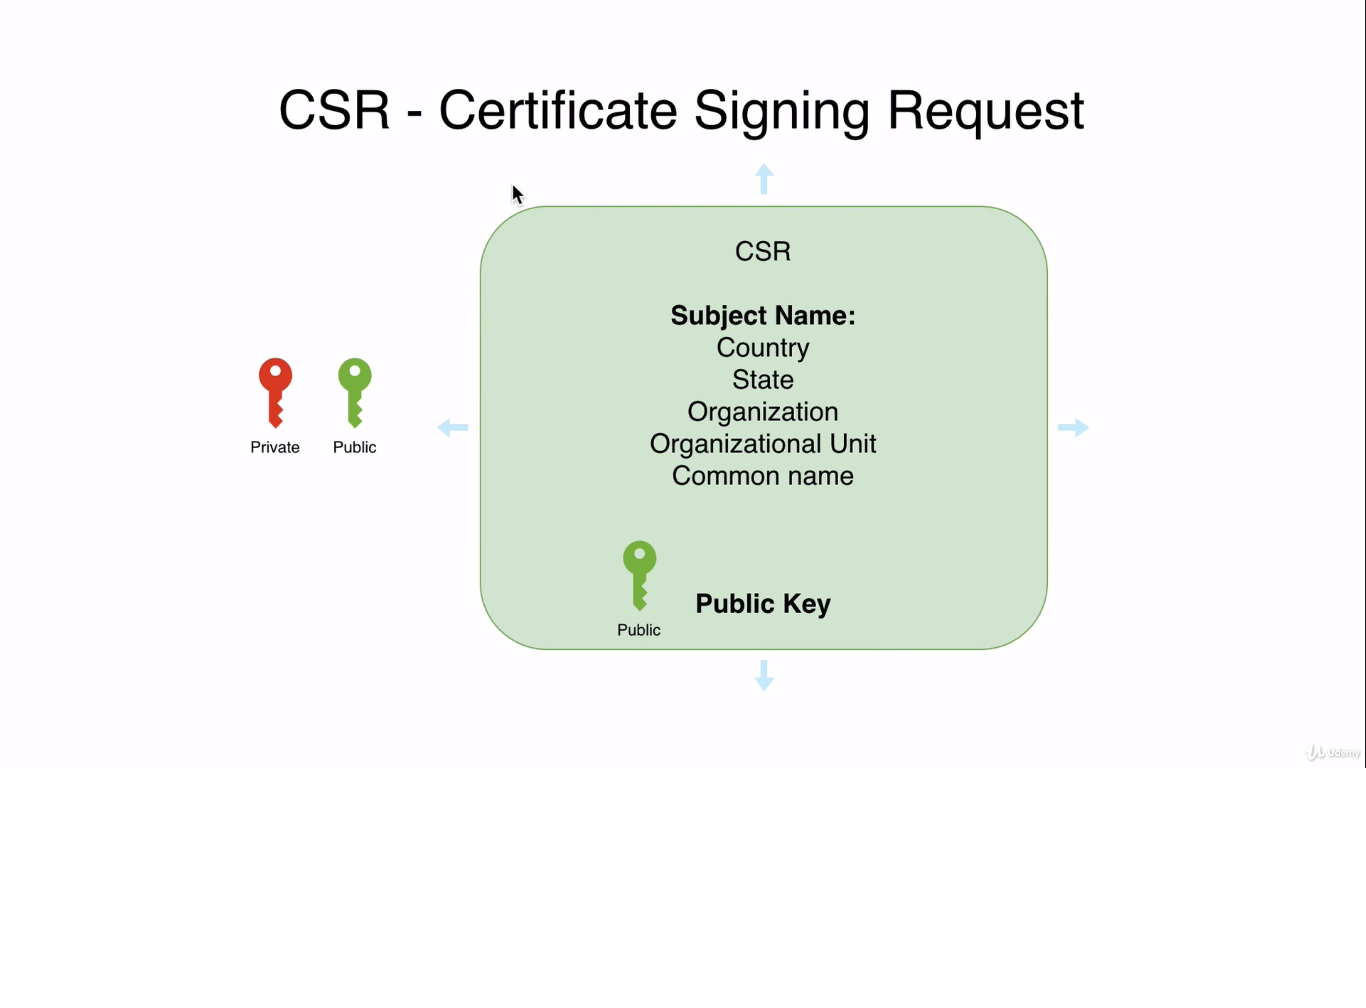 CSR - Certificate Signing Request
CSR
Subject Name:
Country
State
Organization
Organizational Unit
Common name
Private
Public
Public
Public Key
Udemy